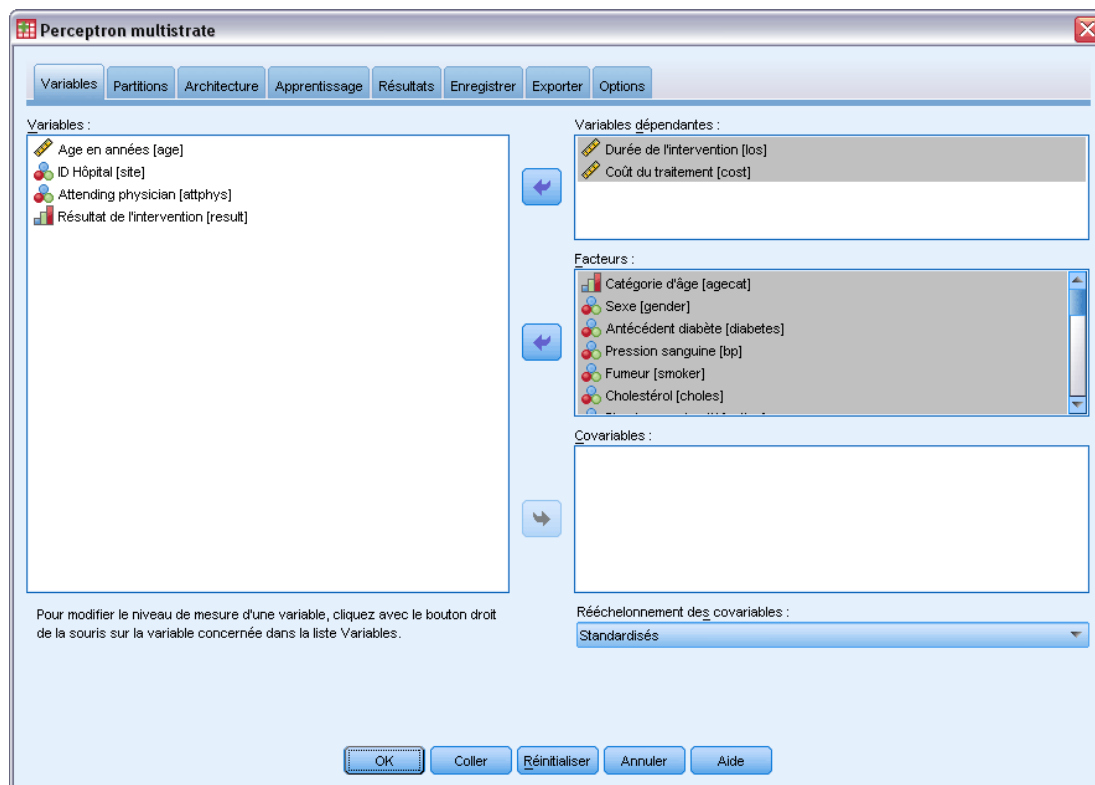 Perceptron multistrate
Variables
Partitions
Architecture
Apprentissage
Résultats
Enregistrer
Exporter
Options
Variables :
Age en années [age]
ID Hôpital [site]
Attending physician [attphys]
Résultat de l'intervention [result]
Variables dépendantes :
Durée de l'intervention [los]
Coût du traitement [cost]
Facteurs :
Catégorie d'âge [agecat]
Sexe [gender]
Antécédent diabète [diabetes]
Pression sanguine [bp]
Fumeur [smoker]
Cholestérol [choles]
Covariables :
Pour modifier le niveau de mesure d'une variable, cliquez avec le bouton droit
de la souris sur la variable concernée dans la liste Variables.
Rééchelonnement des covariables :
Standardisés
OK
Coller
Réinitialiser
Annuler
Aide